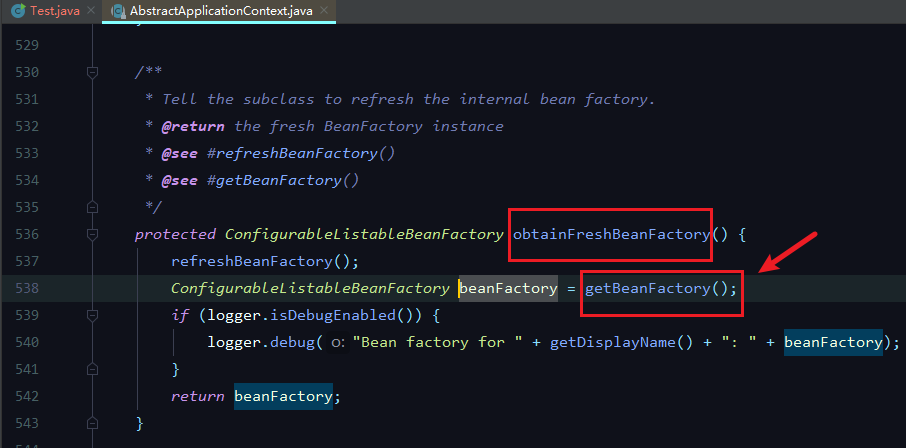 Test.java AbstractApplicationContext.java
529
530 /**
531 * Tell the subclass to refresh the internal bean factory.
532 * @return the fresh BeanFactory instance
533 * @see #refreshBeanFactory()
534 * @see #getBeanFactory()
535 */
536 protected ConfigurableListableBeanFactory obtainFreshBeanFactory() {
537 refreshBeanFactory();
538 ConfigurableListableBeanFactory beanFactory = getBeanFactory();
539 if (logger.isDebugEnabled()) {
540 logger.debug( o: "Bean factory for " + getDisplayName() + ": " + beanFactory);
541 }
542 return beanFactory;
543 }